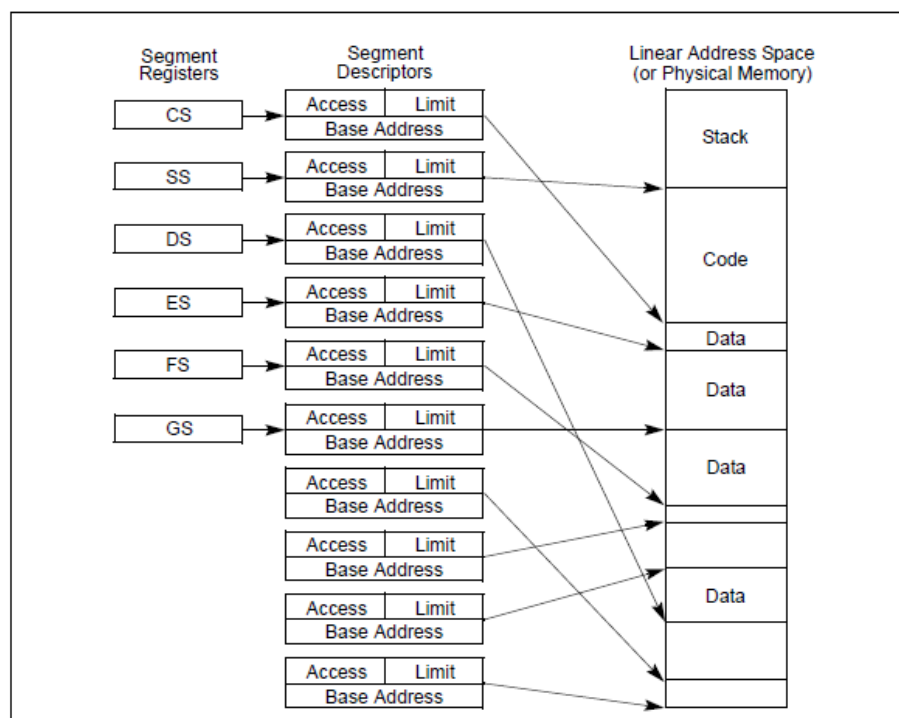 Segment
Registers
Segment
Descriptors
Linear Address Space
(or Physical Memory)
CS
Access Limit
Base Address
Stack
SS
Access Limit
Base Address
DS
Access Limit
Base Address
Code
ES
Access Limit
Base Address
Data
FS
Access Limit
Base Address
Data
GS
Access Limit
Base Address
Data
Access Limit
Base Address
Access Limit
Base Address
Access Limit
Base Address
Data
Access Limit
Base Address